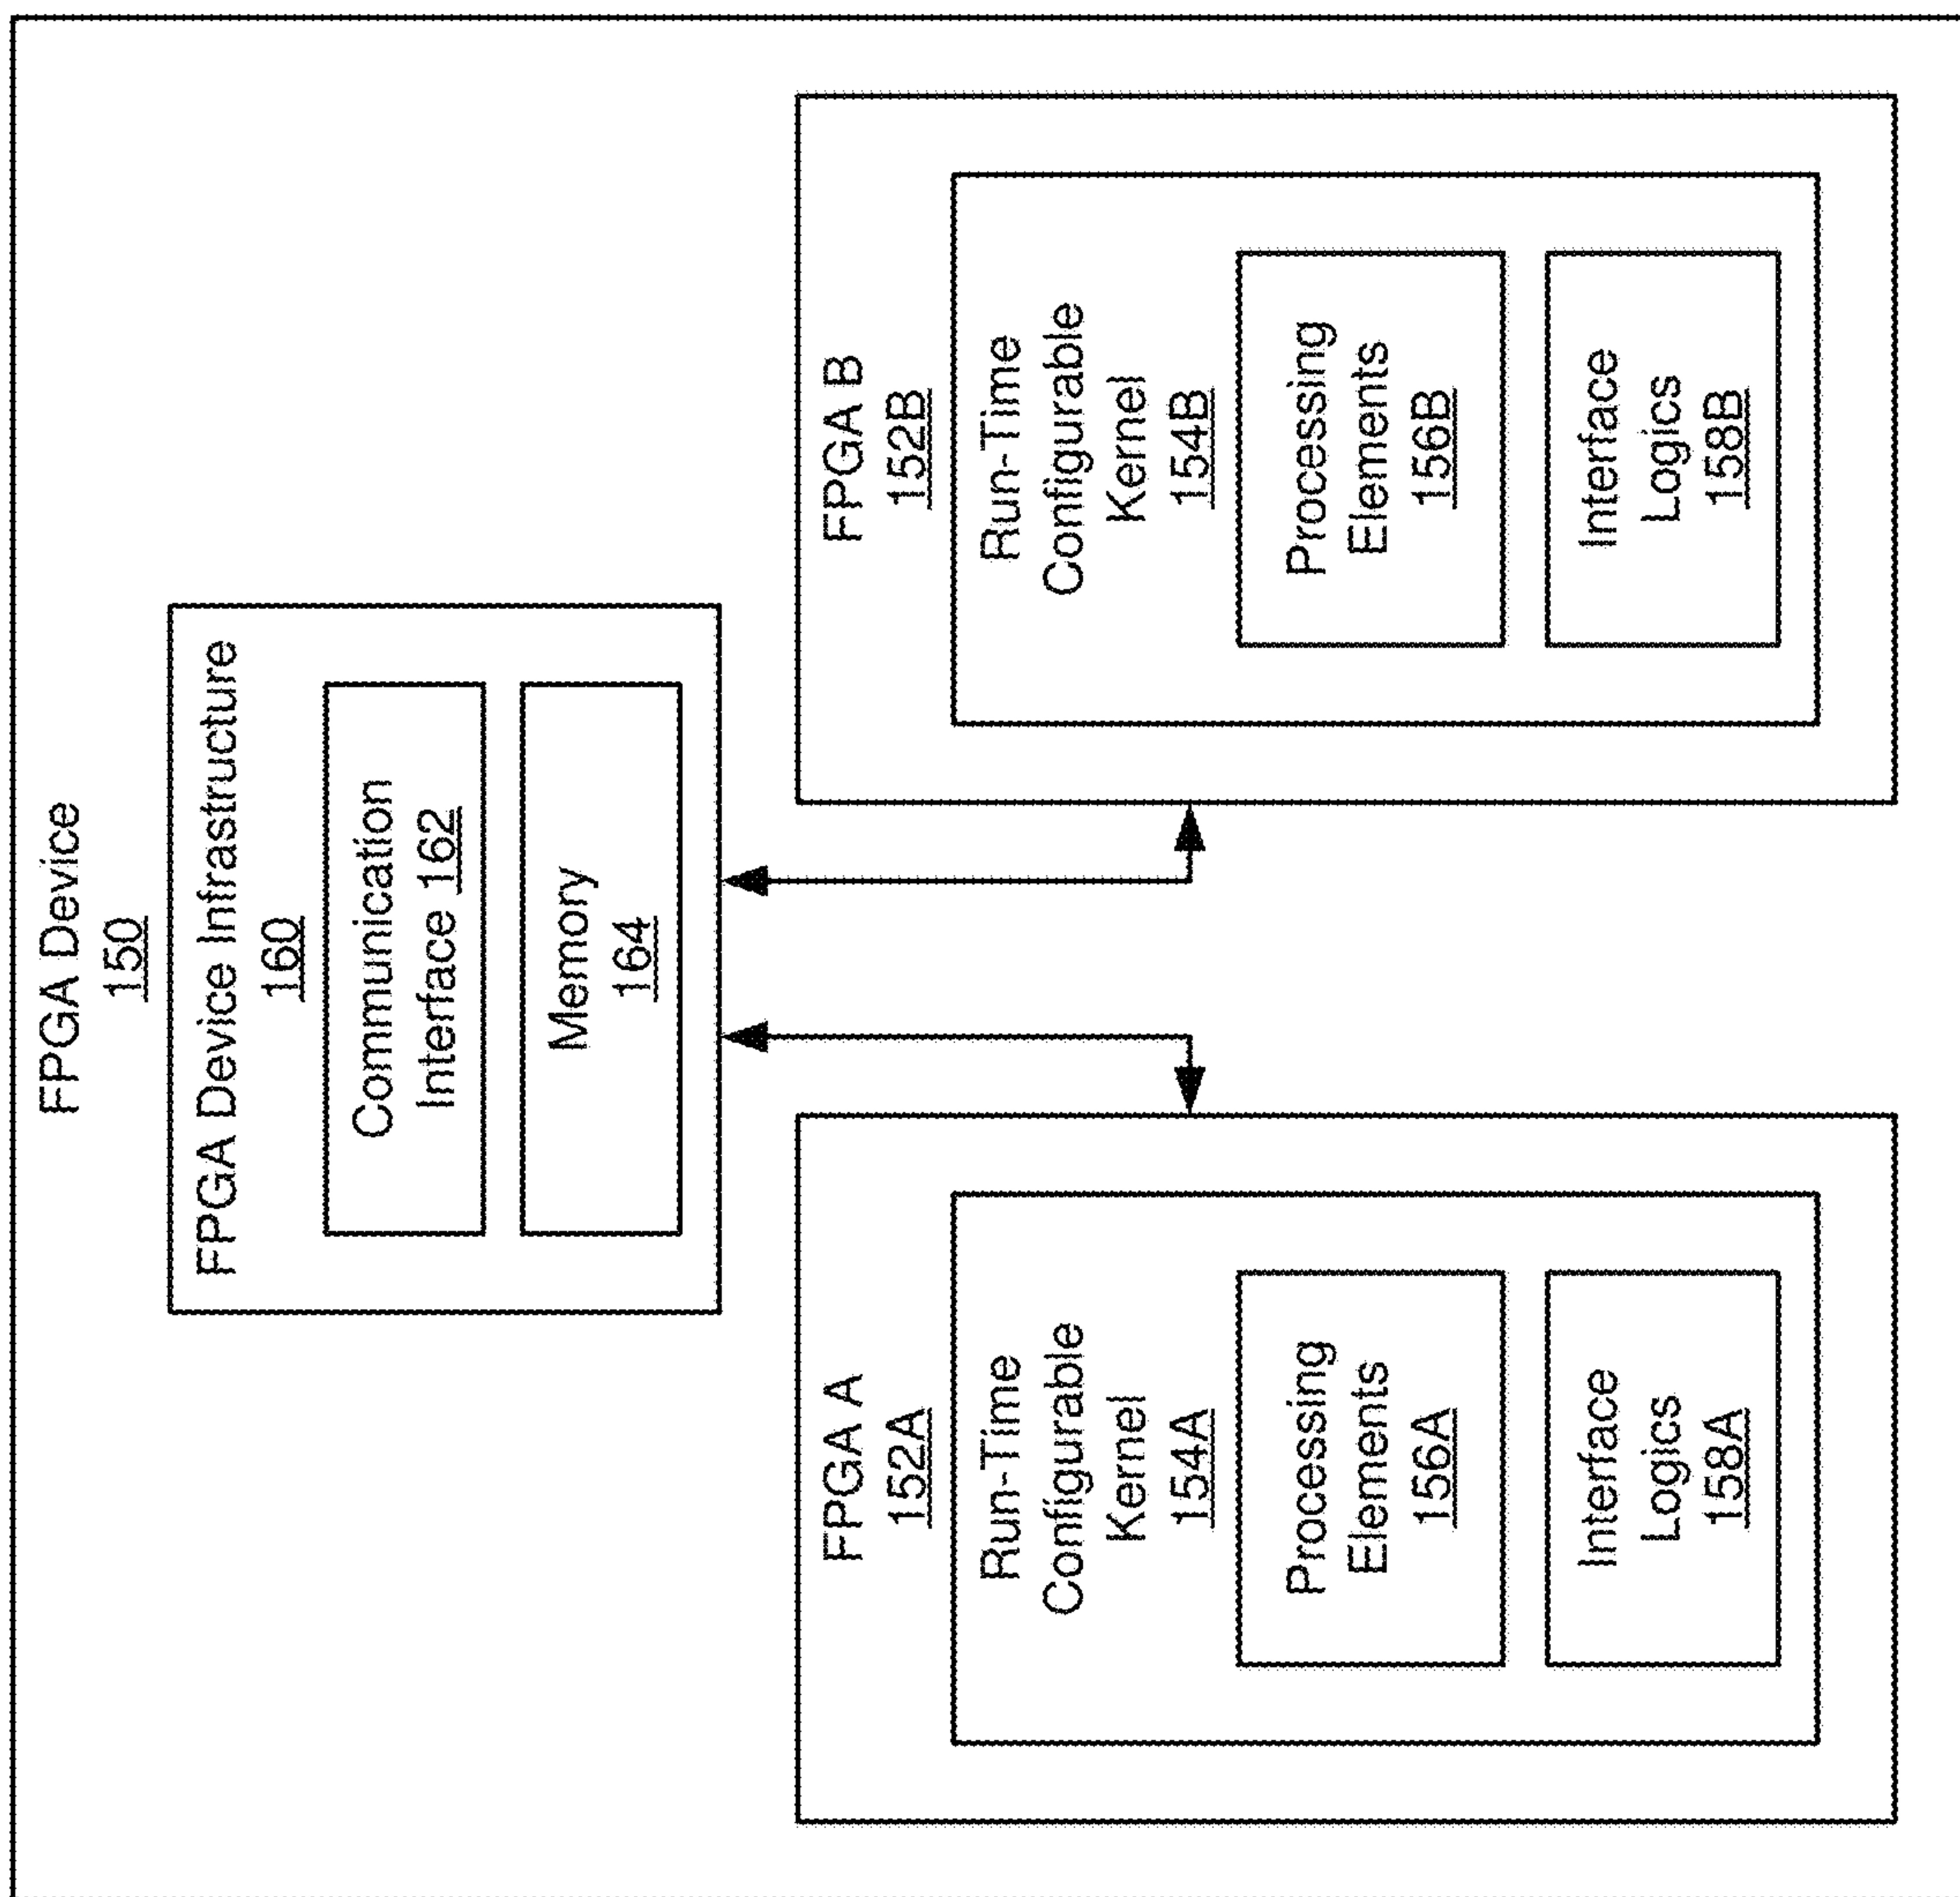 FPGA Device
150
FPGA Device Infrastructure
160
Communication
Interface 162
Memory
164
FPGA A
152A
Run-Time
Configurable
Kernel
154A
Processing
Elements
156A
Interface
Logics
158A
FPGA B
152B
Run-Time
Configurable
Kernel
154B
Processing
Elements
156B
Interface
Logics
158B